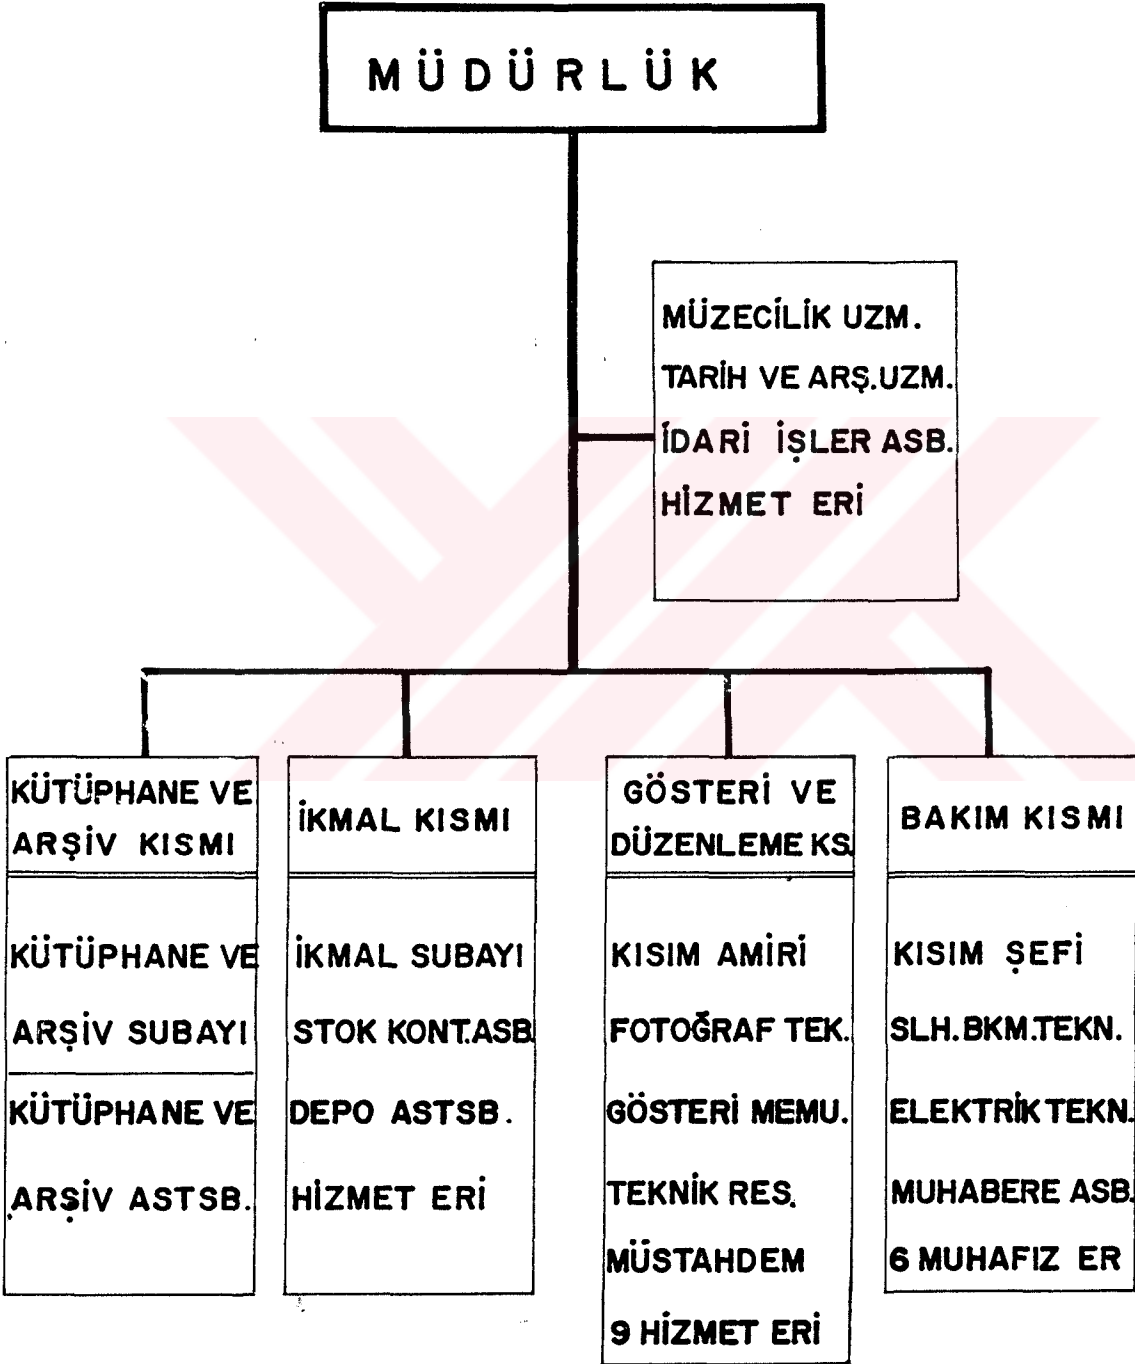 MÜDÜRLÜK
MÜZECİLİK UZM.
TARİH VE ARŞ.UZM.
İDARİ İŞLER ASB.
HİZMET ERİ
KÜTÜPHANE VE
ARŞİV KISMI
KÜTÜPHANE VE
ARŞİV SUBAYI
KÜTÜPHANE VE
ARŞİV ASTSB.
İKMAL KISMI
İKMAL SUBAYI
STOK KONT.ASB
DEPO ASTSB.
HİZMET ERİ
GÖSTERİ VE
DÜZENLEME KS.
KISIM AMİRİ
FOTOĞRAF TEK.
GÖSTERİ MEMU.
TEKNİK RES.
MÜSTAHDEM
9 HİZMET ERİ
BAKIM KISMI
KISIM ŞEFİ
SLH.BKM.TEKN.
ELEKTRİK TEKN.
MUHABERE ASB.
6 MUHAFIZ ER